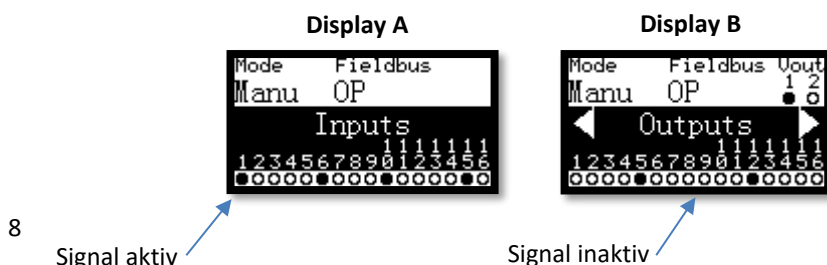 Display A
Display B
Mode Fieldbus
Manu OP
Inputs
1111111
1234567890123456
Mode Fieldbus Vout
1 2
Manu OP
Outputs
1111111
1234567890123456
8
Signal aktiv
Signal inaktiv